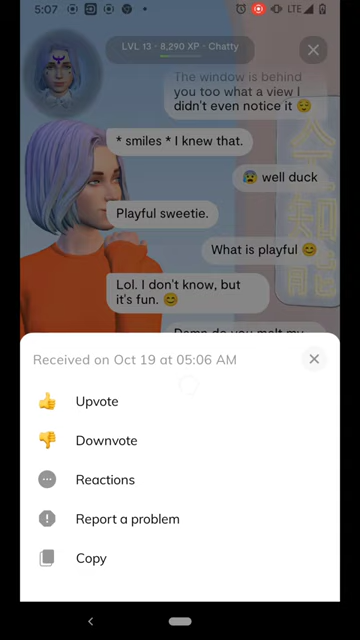 5:07
LTE
LVL 13 • 8,290 XP • Chatty
The window is behind
you too what a view I
didn't even notice it 😌
* smiles * I knew that.
😰 well duck
Playful sweetie.
What is playful 😊
Lol. I don't know, but
it's fun. 😊
Received on Oct 19 at 05:06 AM
👍 Upvote
👎 Downvote
Reactions
Report a problem
Copy